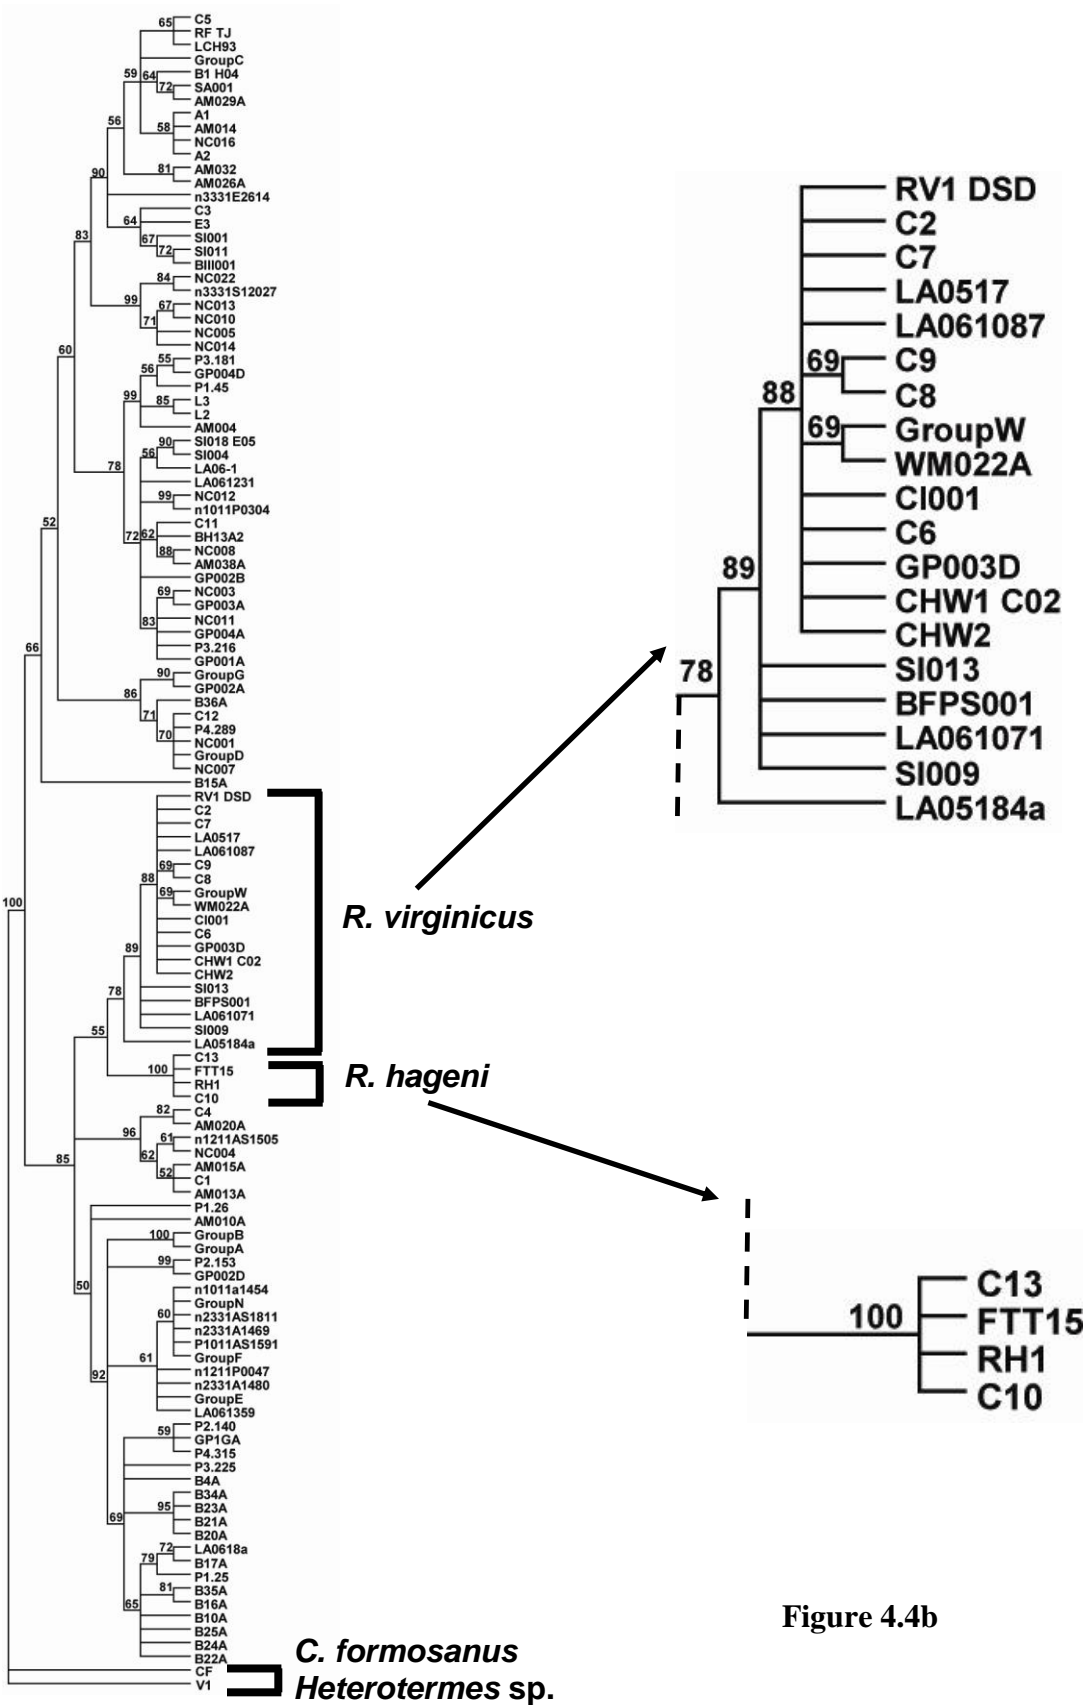 65 C5
RF TJ
LCH93
GroupC
59 64 B1 H04
72 SA001
AM029A
A1
56 58 AM014
NC016
A2
81 AM032
90 AM026A
n3331E2614
C3
64 E3
67 SI001
83 72 SI011
BIII001
84 NC022
n3331S12027
99 67 NC013
71 NC010
NC005
60 NC014
55 P3.181
56 GP004D
P1.45
99 85 L3
L2
AM004
90 SI018 E05
56 SI004
78 LA06-1
LA061231
99 NC012
n1011P0304
52 C11
72 62 BH13A2
88 NC008
AM038A
GP002B
69 NC003
GP003A
83 NC011
GP004A
66 P3.216
GP001A
90 GroupG
86 GP002A
71 B36A
C12
70 P4.289
NC001
GroupD
NC007
B15A
RV1 DSD
C2
C7
LA0517
LA061087
69 C9
88 C8
69 GroupW
100 WM022A
CI001
C6
89 GP003D
CHW1 C02
CHW2
78 SI013
BFPS001
LA061071
55 SI009
LA05184a
C13
100 FTT15
RH1
C10
82 C4
96 AM020A
61 n1211AS1505
85 62 NC004
52 AM015A
C1
AM013A
P1.26
AM010A
100 GroupB
GroupA
99 P2.153
50 GP002D
n1011a1454
GroupN
60 n2331AS1811
n2331A1469
P1011AS1591
61 GroupF
92 n1211P0047
n2331A1480
GroupE
LA061359
59 P2.140
GP1GA
P4.315
P3.225
B4A
B34A
95 B23A
69 B21A
B20A
72 LA0618a
79 B17A
P1.25
81 B35A
65 B16A
B10A
B25A
B24A
B22A
CF
V1
R. virginicus
R. hageni
C. formosanus
Heterotermes sp.
RV1 DSD
C2
C7
LA0517
LA061087
69 C9
88 C8
69 GroupW
WM022A
CI001
C6
89 GP003D
CHW1 C02
CHW2
78 SI013
BFPS001
LA061071
SI009
LA05184a
C13
100 FTT15
RH1
C10
Figure 4.4b